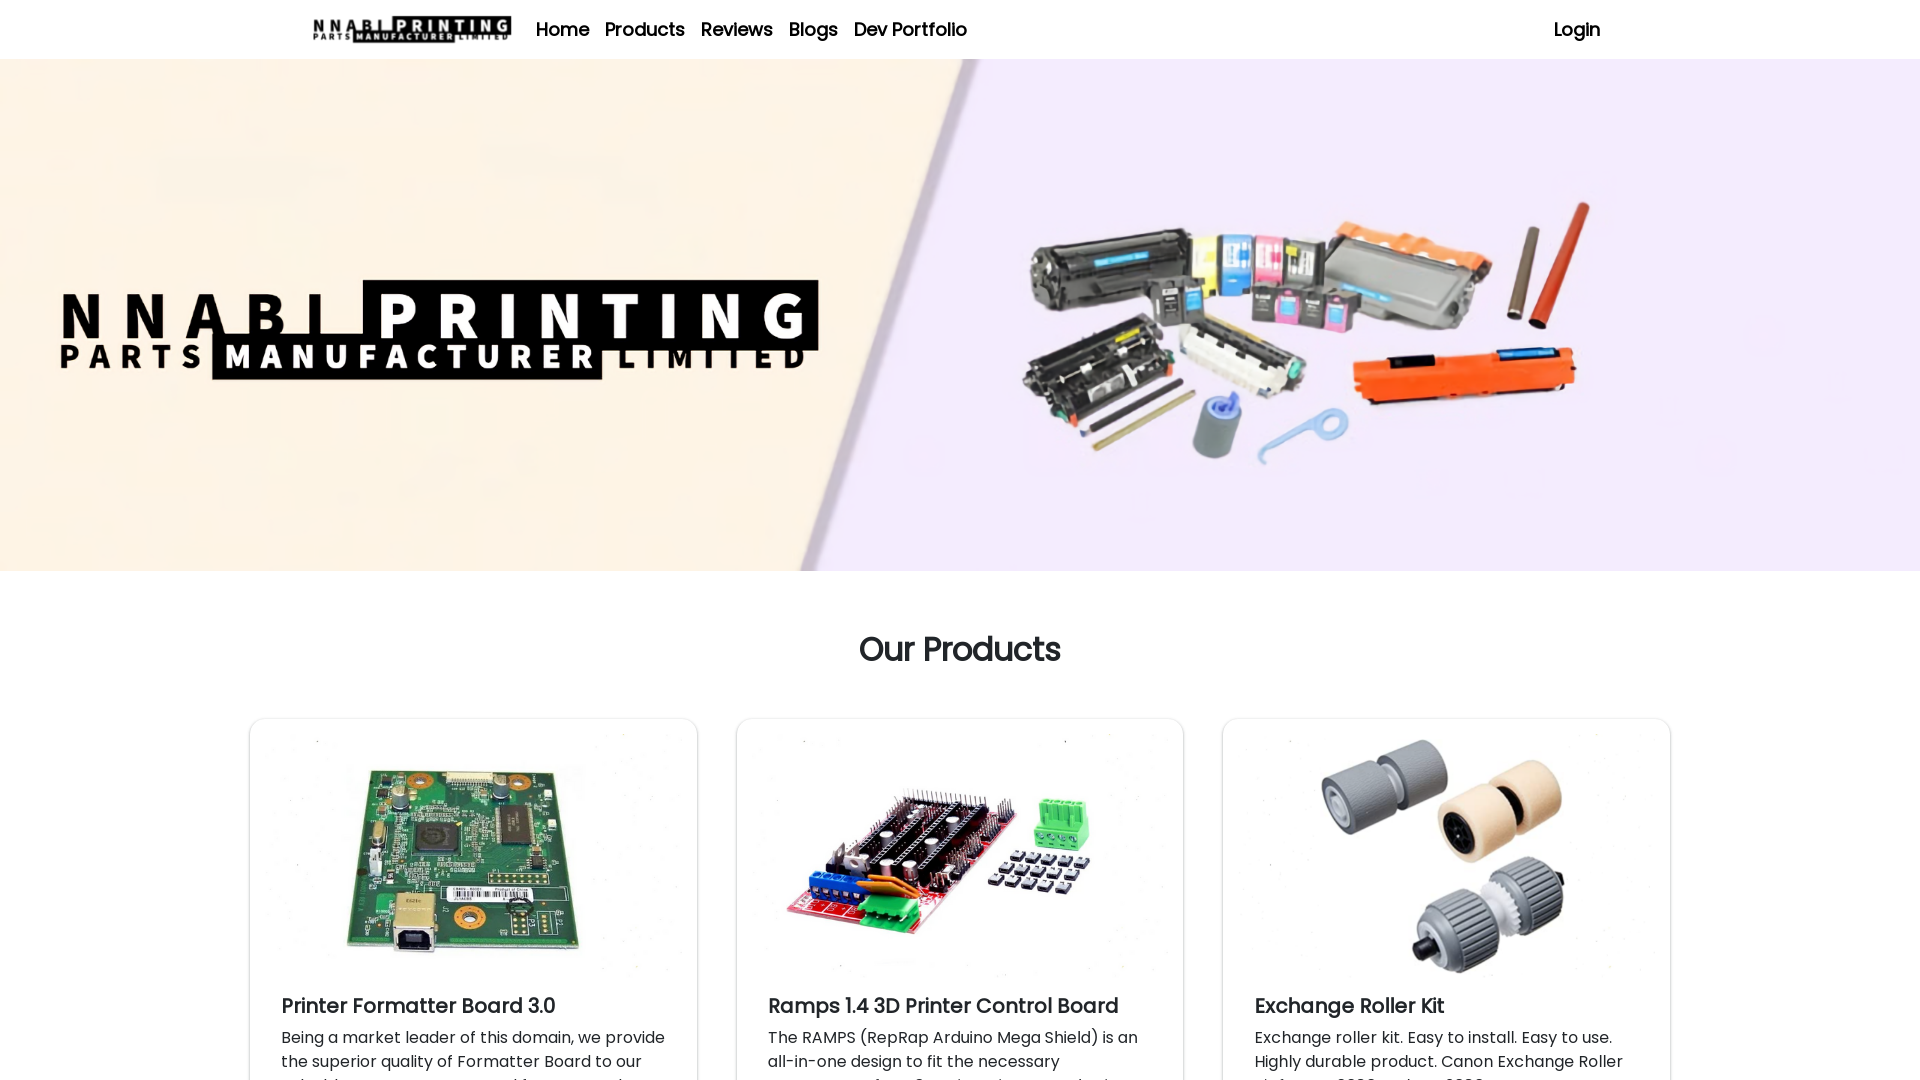 NNABI PRINTING
PARTS MANUFACTURER LIMITED
Home Products Reviews Blogs Dev Portfolio Login
NNABI PRINTING
PARTS MANUFACTURER LIMITED
Our Products
Printer Formatter Board 3.0
Being a market leader of this domain, we provide
the superior quality of Formatter Board to our
Ramps 1.4 3D Printer Control Board
The RAMPS (RepRap Arduino Mega Shield) is an
all-in-one design to fit the necessary
Exchange Roller Kit
Exchange roller kit. Easy to install. Easy to use.
Highly durable product. Canon Exchange Roller